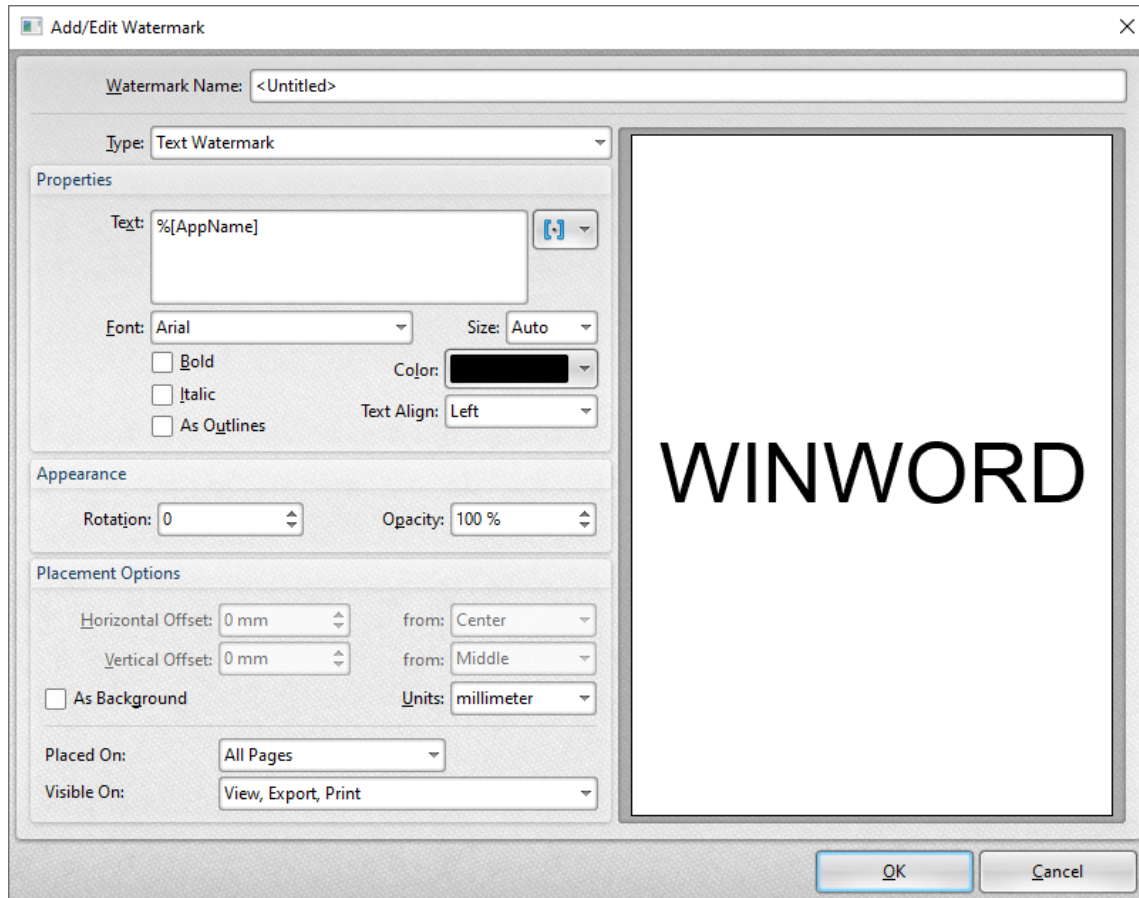 Add/Edit Watermark
Watermark Name: <Untitled>
Type: Text Watermark
Properties
Text: %[AppName]
Font: Arial Size: Auto
Bold Color:
Italic
Text Align: Left
As Outlines
Appearance
Rotation: 0 Opacity: 100 %
Placement Options
Horizontal Offset: 0 mm from: Center
Vertical Offset: 0 mm from: Middle
As Background Units: millimeter
Placed On: All Pages
Visible On: View, Export, Print
WINWORD
OK Cancel